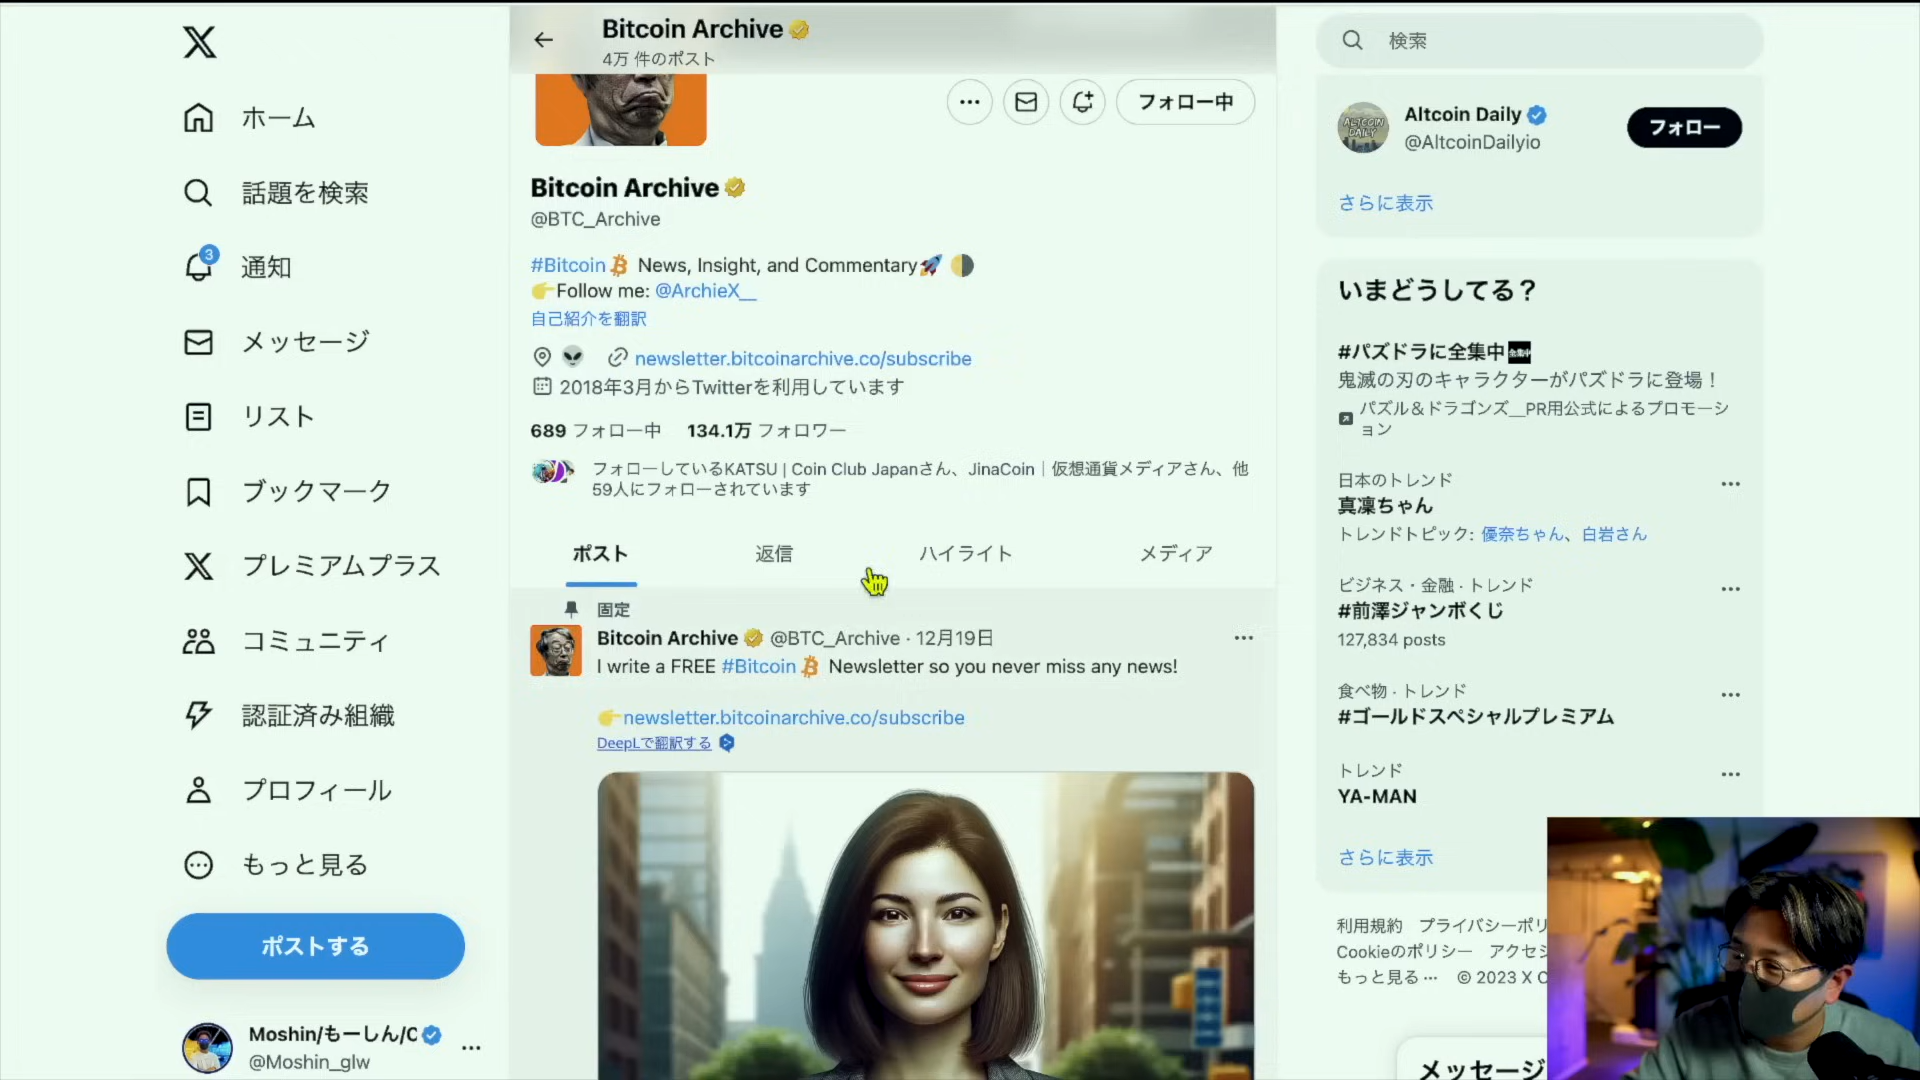 ホーム
話題を検索
3
通知
メッセージ
リスト
ブックマーク
プレミアムプラス
コミュニティ
認証済み組織
プロフィール
もっと見る
ポストする
Moshin/もーしん/C
@Moshin_glw
Bitcoin Archive
4万 件のポスト
フォロー中
Bitcoin Archive
@BTC_Archive
#Bitcoin News, Insight, and Commentary🚀 🌗
👉Follow me: @ArchieX__
自己紹介を翻訳
👽 newsletter.bitcoinarchive.co/subscribe
2018年3月からTwitterを利用しています
689 フォロー中 134.1万 フォロワー
フォローしているKATSU | Coin Club Japanさん、JinaCoin｜仮想通貨メディアさん、他
59人にフォローされています
ポスト 返信 ハイライト メディア
固定
Bitcoin Archive @BTC_Archive · 12月19日
I write a FREE #Bitcoin Newsletter so you never miss any news!
👉newsletter.bitcoinarchive.co/subscribe
DeepLで翻訳する
検索
ALTCOIN DAILY
Altcoin Daily
@AltcoinDailyio
フォロー
さらに表示
いまどうしてる？
#パズドラに全集中
鬼滅の刃のキャラクターがパズドラに登場！
パズル＆ドラゴンズ__PR用公式によるプロモーシ
ョン
日本のトレンド
真凜ちゃん
トレンドトピック: 優奈ちゃん、白岩さん
ビジネス・金融 · トレンド
#前澤ジャンボくじ
127,834 posts
食べ物 · トレンド
#ゴールドスペシャルプレミアム
トレンド
YA-MAN
さらに表示
利用規約 プライバシーポリ
Cookieのポリシー アクセシ
もっと見る ··· © 2023 X C
メッセージ